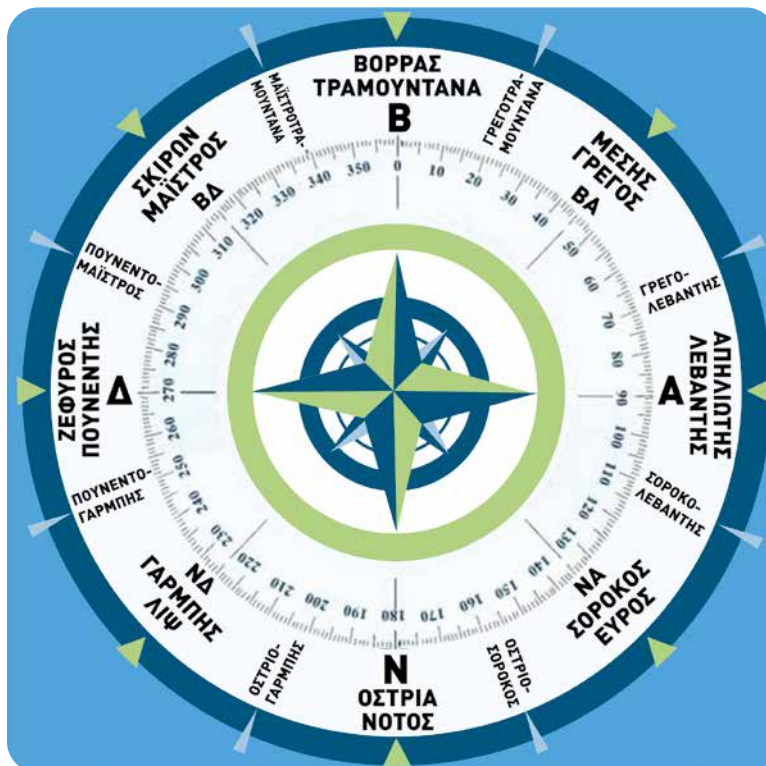 ΒΟΡΡΑΣ
ΤΡΑΜΟΥΝΤΑΝΑ
Β
ΓΡΕΓΟΤΡΑ-
ΜΟΥΝΤΑΝΑ
ΜΕΣΗΣ
ΓΡΕΓΟΣ
ΒΑ
ΓΡΕΓΟ-
ΛΕΒΑΝΤΗΣ
ΑΠΗΛΙΩΤΗΣ
ΛΕΒΑΝΤΗΣ
Α
ΣΟΡΟΚΟ-
ΛΕΒΑΝΤΗΣ
ΝΑ
ΣΟΡΟΚΟΣ
ΕΥΡΟΣ
ΟΣΤΡΙΟ-
ΣΟΡΟΚΟΣ
Ν
ΟΣΤΡΙΑ
ΝΟΤΟΣ
ΟΣΤΡΙΟ-
ΓΑΡΜΠΗΣ
ΝΔ
ΓΑΡΜΠΗΣ
ΛΙΨ
ΠΟΥΝΕΝΤΟ-
ΓΑΡΜΠΗΣ
ΖΕΦΥΡΟΣ
ΠΟΥΝΕΝΤΗΣ
Δ
ΠΟΥΝΕΝΤΟ-
ΜΑΪΣΤΡΟΣ
ΣΚΙΡΩΝ
ΜΑΪΣΤΡΟΣ
ΒΔ
ΜΑΪΣΤΡΟΤΡΑ-
ΜΟΥΝΤΑΝΑ
0
10
20
30
40
50
60
70
80
90
100
110
120
130
140
150
160
170
180
190
200
210
220
230
240
250
260
270
280
290
300
310
320
330
340
350